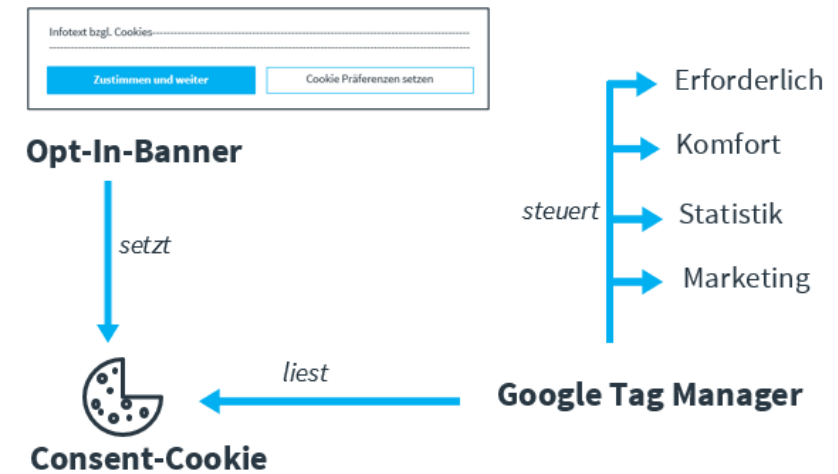 Infotext bzgl. Cookies
Zustimmen und weiter
Cookie Präferenzen setzen
Opt-In-Banner
setzt
Consent-Cookie
liest
Google Tag Manager
steuert
Erforderlich
Komfort
Statistik
Marketing